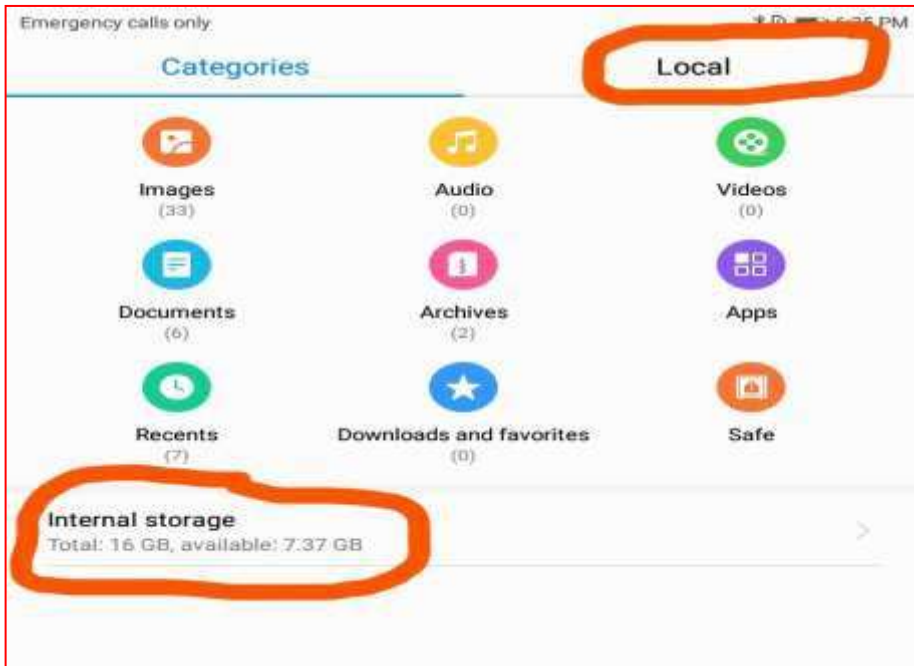 Emergency calls only PM
Categories Local
Images Audio Videos
(33) (0) (0)
Documents Archives Apps
(6) (2)
Recents Downloads and favorites Safe
(7) (0)
Internal storage
Total: 16 GB, available: 7.37 GB